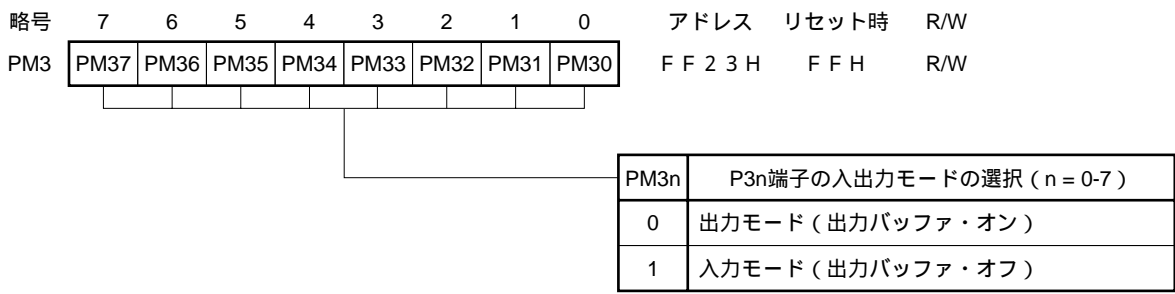 略号 7 6 5 4 3 2 1 0 アドレス リセット時 R/W
PM3 PM37 PM36 PM35 PM34 PM33 PM32 PM31 PM30 FF23H FFH R/W
PM3n P3n端子の入出力モードの選択(n = 0-7)
0 出力モード(出力バッファ・オン)
1 入力モード(出力バッファ・オフ)